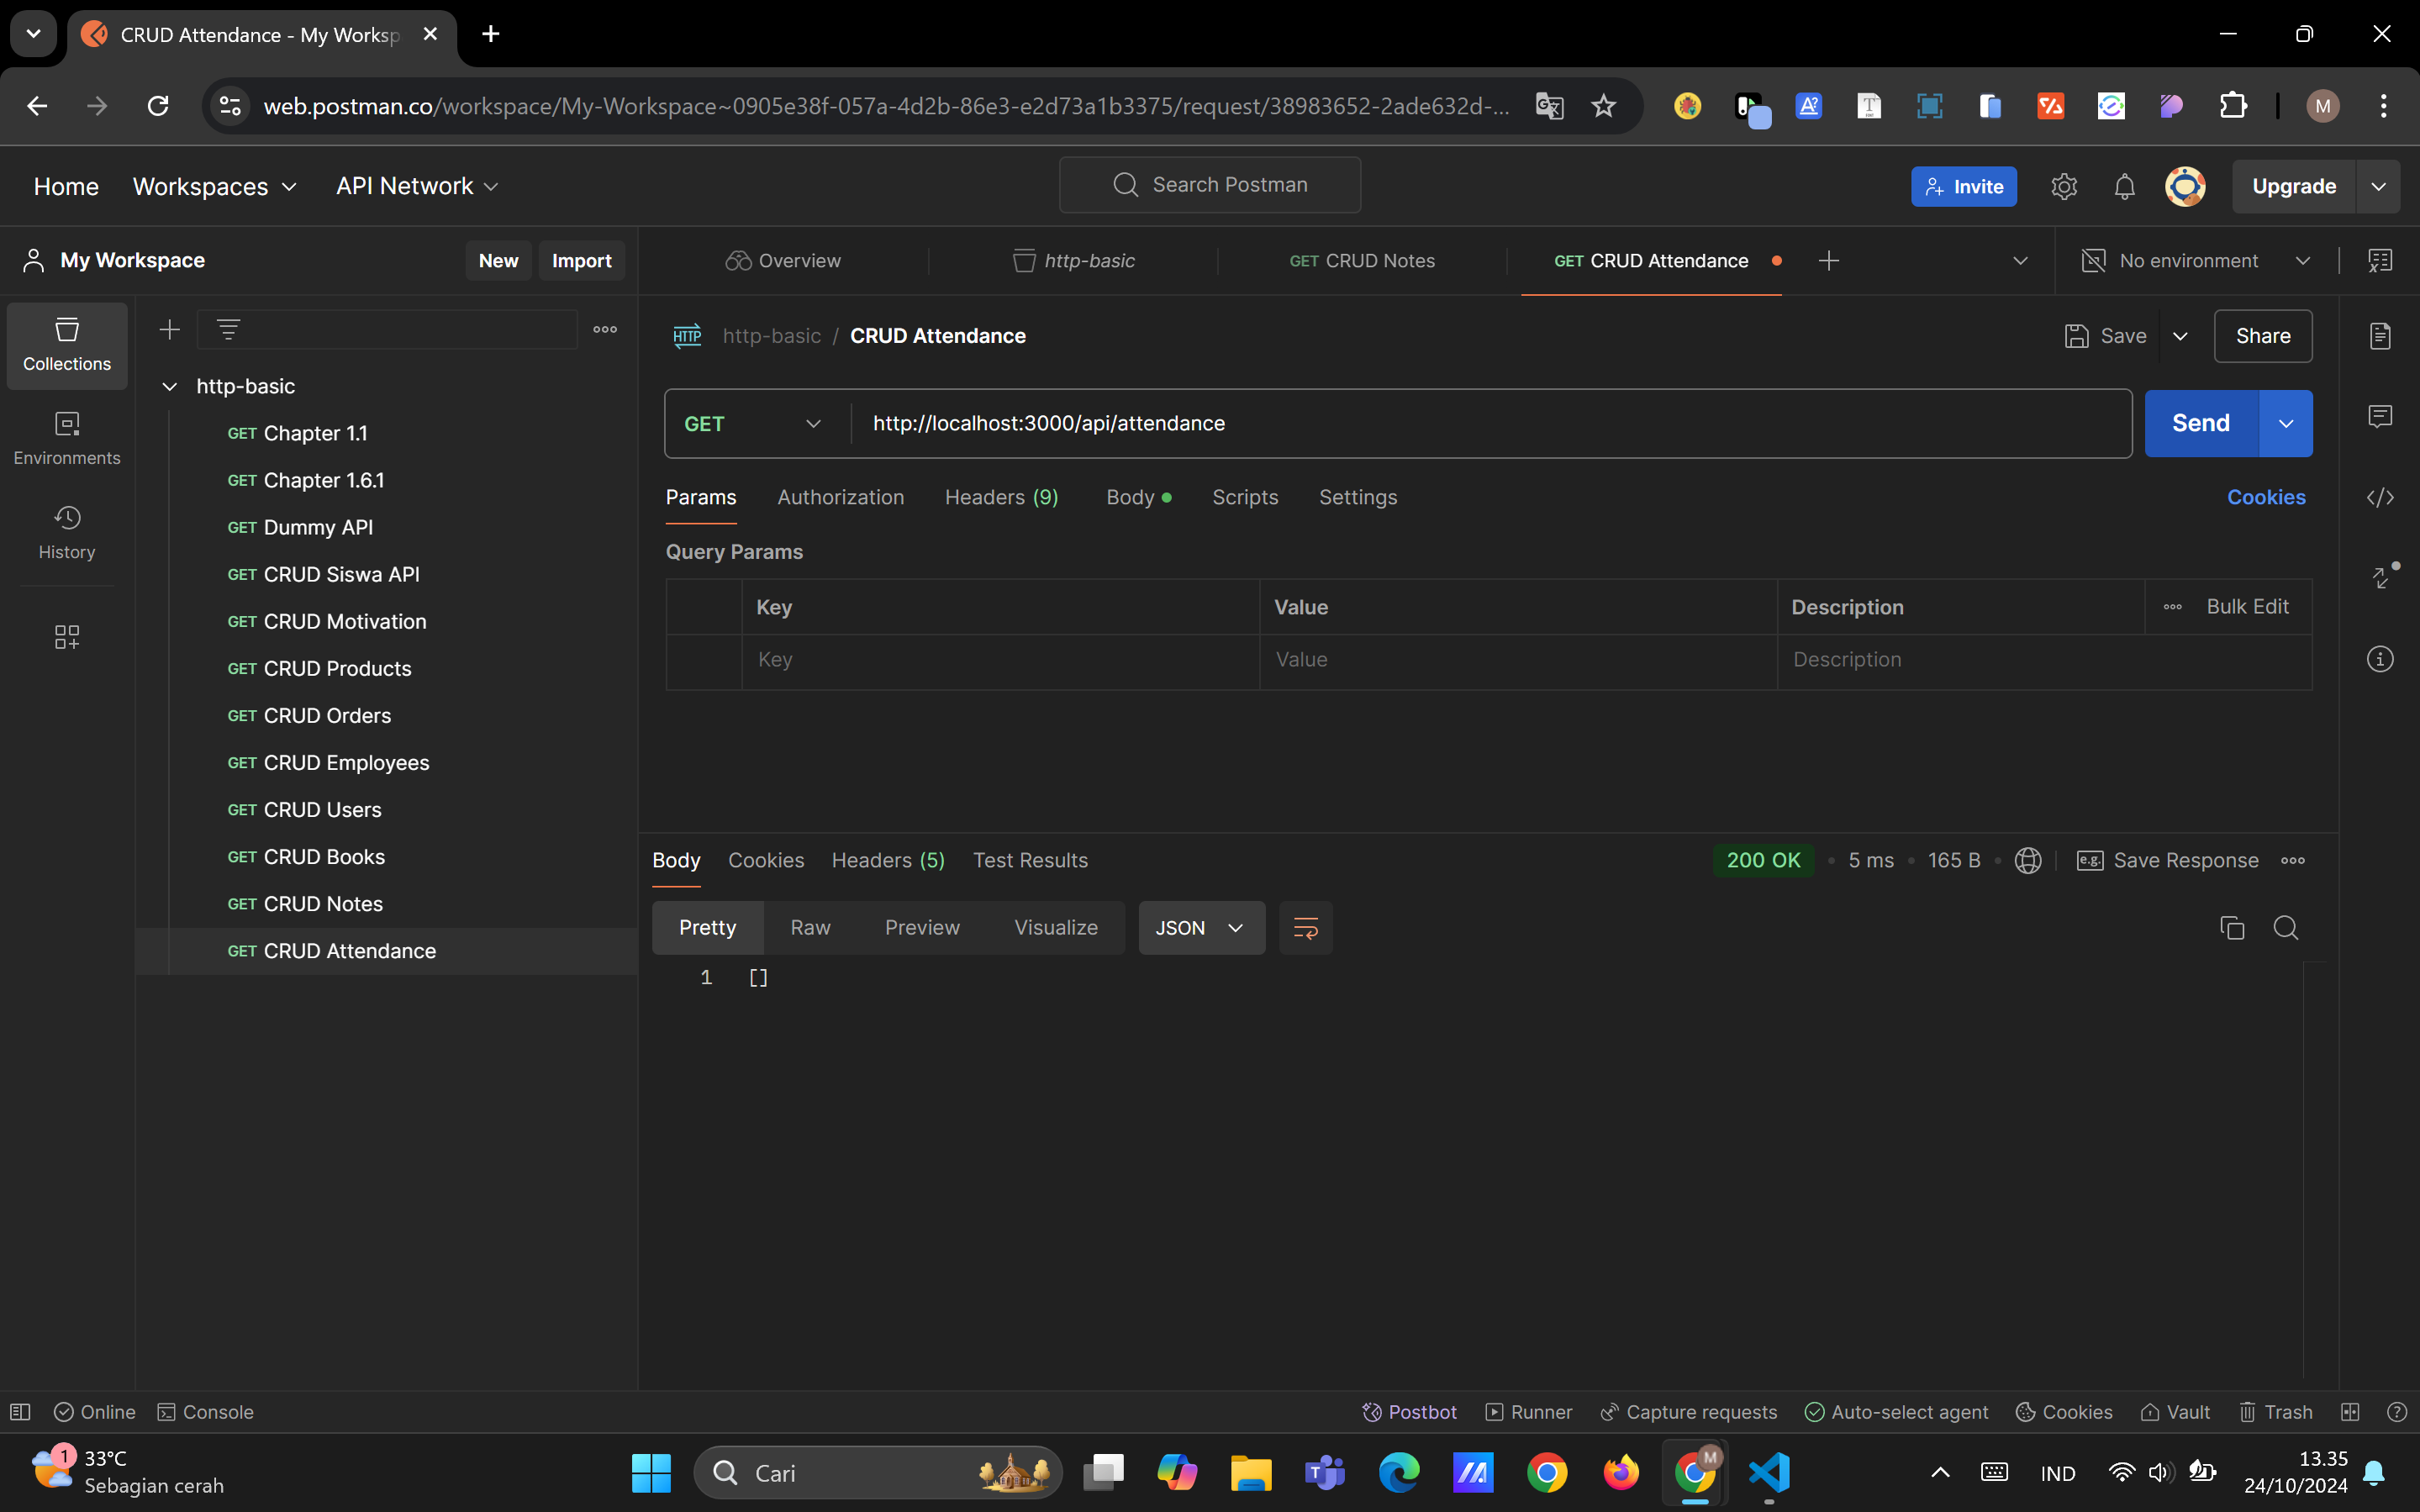 CRUD Attendance - My Worksp
web.postman.co/workspace/My-Workspace~0905e38f-057a-4d2b-86e3-e2d73a1b3375/request/38983652-2ade632d-...
M
Home
Workspaces
API Network
Search Postman
Invite
Upgrade
My Workspace
New
Import
Overview
http-basic
GET CRUD Notes
GET CRUD Attendance
No environment
Collections
Environments
History
http-basic
GET Chapter 1.1
GET Chapter 1.6.1
GET Dummy API
GET CRUD Siswa API
GET CRUD Motivation
GET CRUD Products
GET CRUD Orders
GET CRUD Employees
GET CRUD Users
GET CRUD Books
GET CRUD Notes
GET CRUD Attendance
HTTP http-basic / CRUD Attendance
Save
Share
GET
http://localhost:3000/api/attendance
Send
Params
Authorization
Headers (9)
Body
Scripts
Settings
Cookies
Query Params
Key
Value
Description
Bulk Edit
Key
Value
Description
Body
Cookies
Headers (5)
Test Results
200 OK
5 ms
165 B
e.g. Save Response
Pretty
Raw
Preview
Visualize
JSON
1 []
Online
Console
Postbot
Runner
Capture requests
Auto-select agent
Cookies
Vault
Trash
1
33°C
Sebagian cerah
Cari
M
IND
13.35
24/10/2024